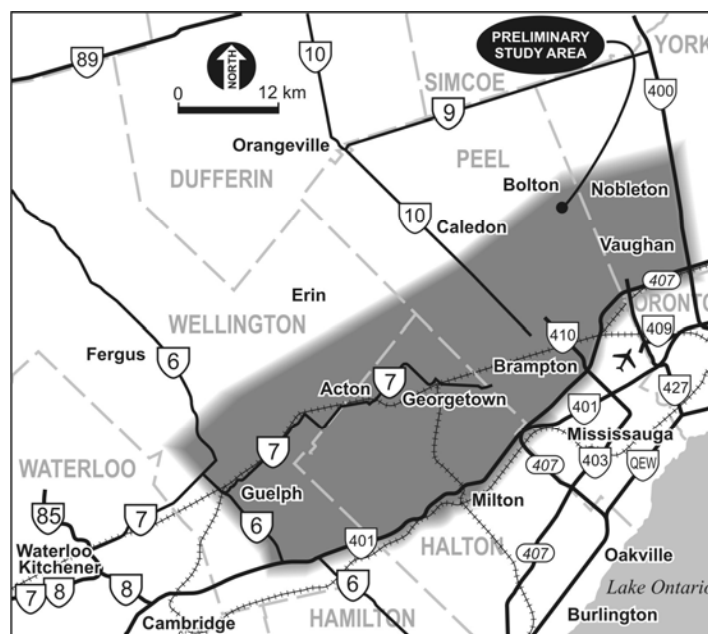 PRELIMINARY
STUDY AREA
YORK
89
NORTH
10
SIMCOE
400
0 12 km
9
Orangeville
PEEL
DUFFERIN
Bolton
Nobleton
10
Caledon
Vaughan
407
Erin
TORONTO
WELLINGTON
409
410
Fergus
6
Brampton
7
Acton
Georgetown
427
401
7
Mississauga
WATERLOO
403
QEW
407
Guelph
Milton
85
7
6
401
HALTON
Waterloo
Kitchener
407
Oakville
8
6
7
8
Lake Ontario
Cambridge
HAMILTON
Burlington